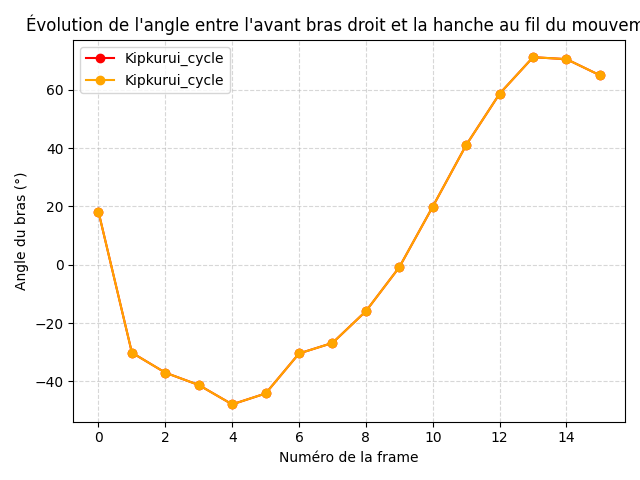 Évolution de l'angle entre l'avant bras droit et la hanche au fil du mouvem
Kipkurui_cycle
Kipkurui_cycle
Angle du bras (°)
60
40
20
0
−20
−40
0 2 4 6 8 10 12 14
Numéro de la frame